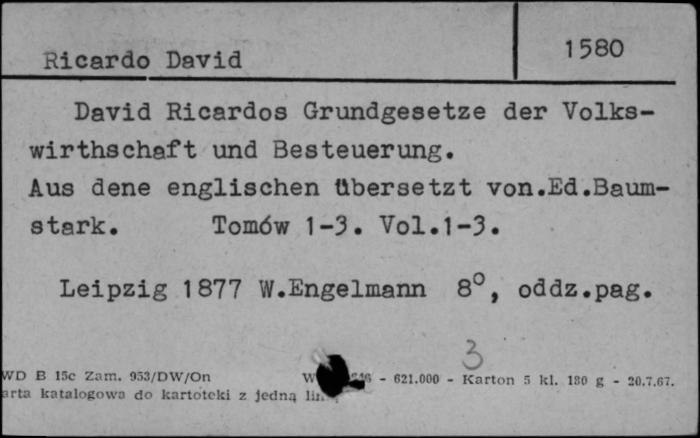 Ricardo David
1580
David Ricardos Grundgesetze der Volks-
wirthschaft und Besteuerung.
Aus dene englischen übersetzt von.Ed.Baum-
stark. Tomów 1-3. Vol.1-3.
Leipzig 1877 W.Engelmann 8°, oddz.pag.
3
WD B 15c Zam. 953/DW/On - 621.000 - Karton 5 kl. 180 g - 20.7.67.
arta katalogowa do kartoteki z jedną